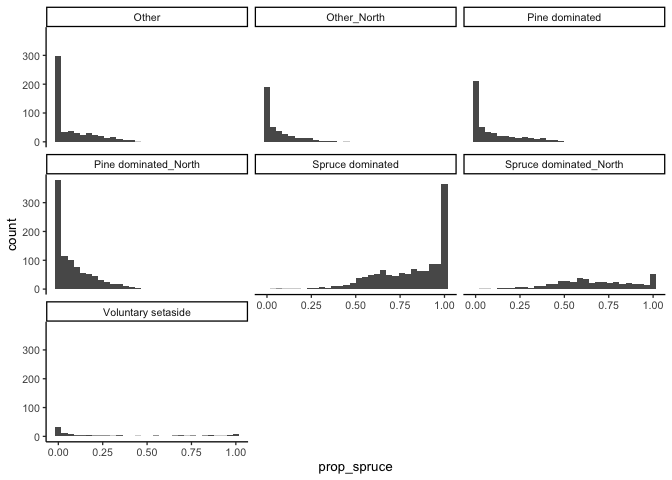 Other
Other_North
Pine dominated
300
200
100
0
Pine dominated_North
Spruce dominated
Spruce dominated_North
300
200
100
0
0.00 0.25 0.50 0.75 1.00
0.00 0.25 0.50 0.75 1.00
Voluntary setaside
300
200
100
0
0.00 0.25 0.50 0.75 1.00
count
prop_spruce